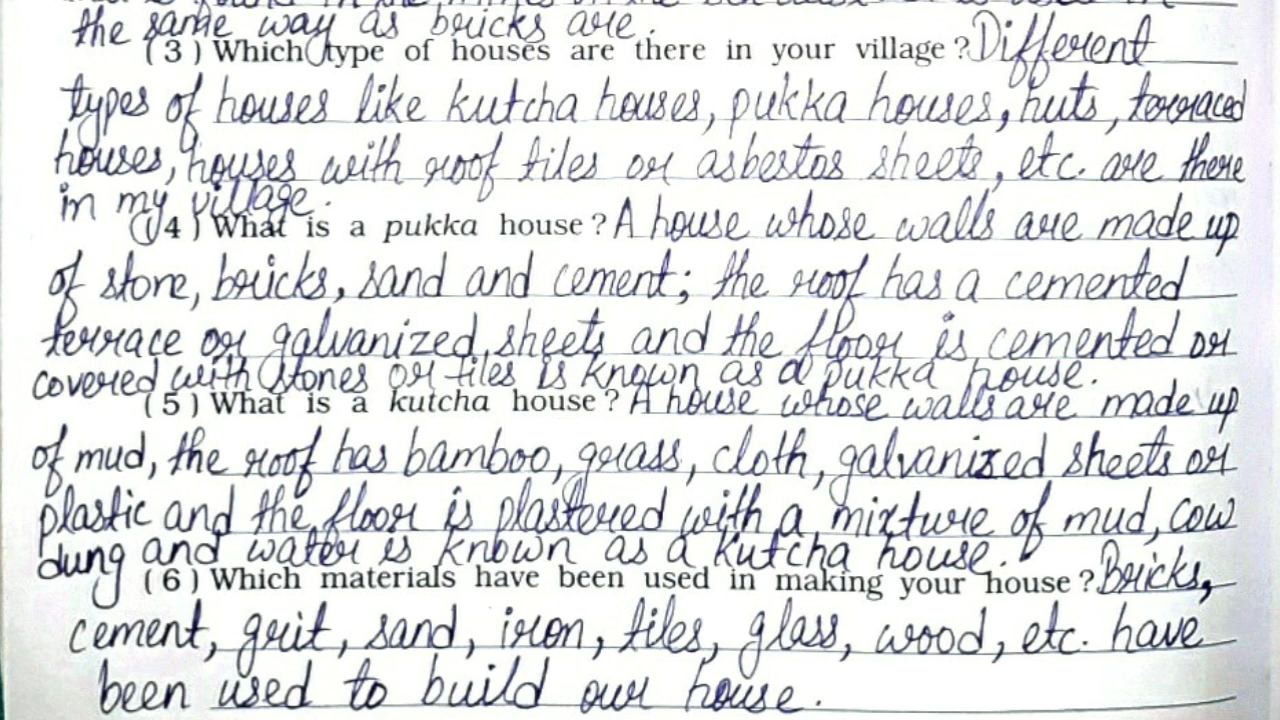 the same way as bricks are.
(3) Which type of houses are there in your village? Different
types of houses like kutcha houses, pukka houses, huts, terraced
houses, houses with roof tiles or asbestos sheets, etc. are there
in my village.
(4) What is a pukka house? A house whose walls are made up
of stone, bricks, sand and cement; the roof has a cemented
terrace or galvanized sheets and the floor is cemented or
covered with stones or tiles is known as a pukka house.
(5) What is a kutcha house? A house whose walls are made up
of mud, the roof has bamboo, grass, cloth, galvanized sheets or
plastic and the floor is plastered with a mixture of mud, cow
dung and water is known as a kutcha house.
(6) Which materials have been used in making your house? Bricks,
cement, grit, sand, iron, tiles, glass, wood, etc. have
been used to build our house.